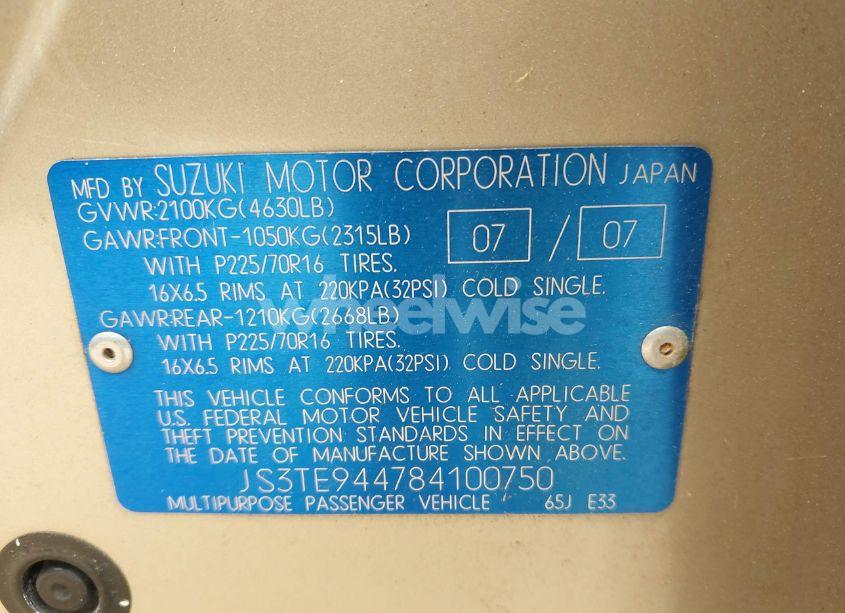 MFD BY SUZUKI MOTOR CORPORATION JAPAN
GVWR:2100KG(4630LB)
GAWR:FRONT-1050KG(2315LB) 07 / 07
WITH P225/70R16 TIRES.
16X6.5 RIMS AT 220KPA(32PSI) COLD SINGLE.
GAWR:REAR-1210KG(2668LB)
wheelwise
WITH P225/70R16 TIRES.
16X6.5 RIMS AT 220KPA(32PSI) COLD SINGLE.
THIS VEHICLE CONFORMS TO ALL APPLICABLE
U.S. FEDERAL MOTOR VEHICLE SAFETY AND
THEFT PREVENTION STANDARDS IN EFFECT ON
THE DATE OF MANUFACTURE SHOWN ABOVE.
JS3TE944784100750
MULTIPURPOSE PASSENGER VEHICLE 65J E33